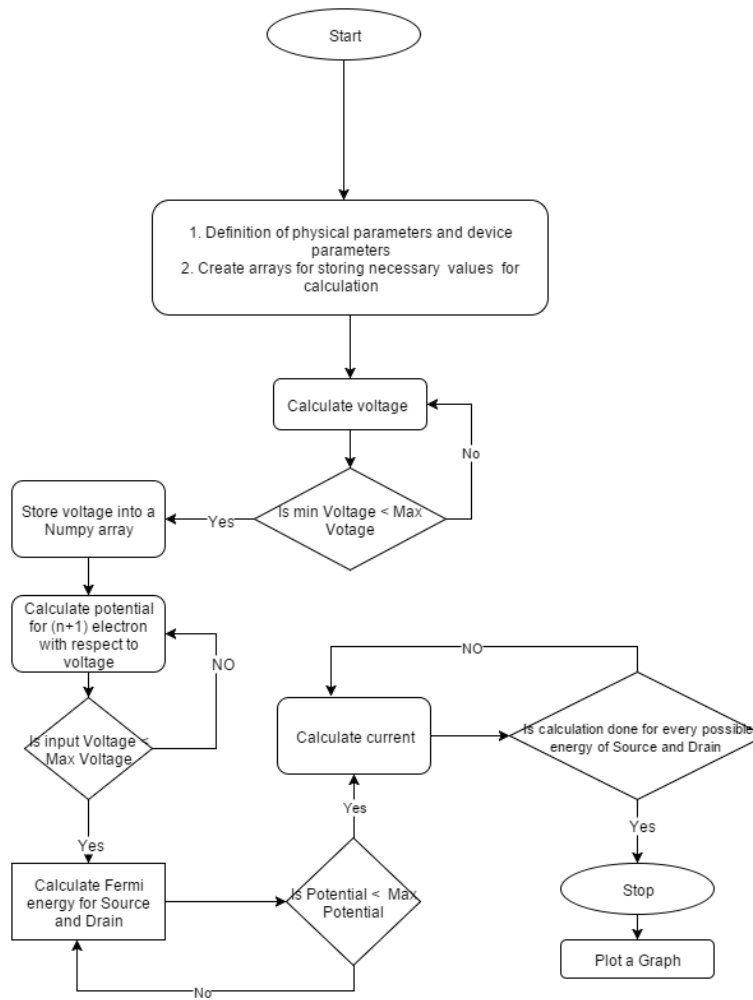 Start
1. Definition of physical parameters and device
parameters
2. Create arrays for storing necessary values for
calculation
Calculate voltage
No
Is min Voltage < Max
Votage
Yes
Store voltage into a
Numpy array
Calculate potential
for (n+1) electron
with respect to
voltage
NO
Is input Voltage <
Max Voltage
Yes
Calculate Fermi
energy for Source
and Drain
Is Potential < Max
Potential
No
Yes
Calculate current
NO
Is calculation done for every possible
energy of Source and Drain
Yes
Stop
Plot a Graph